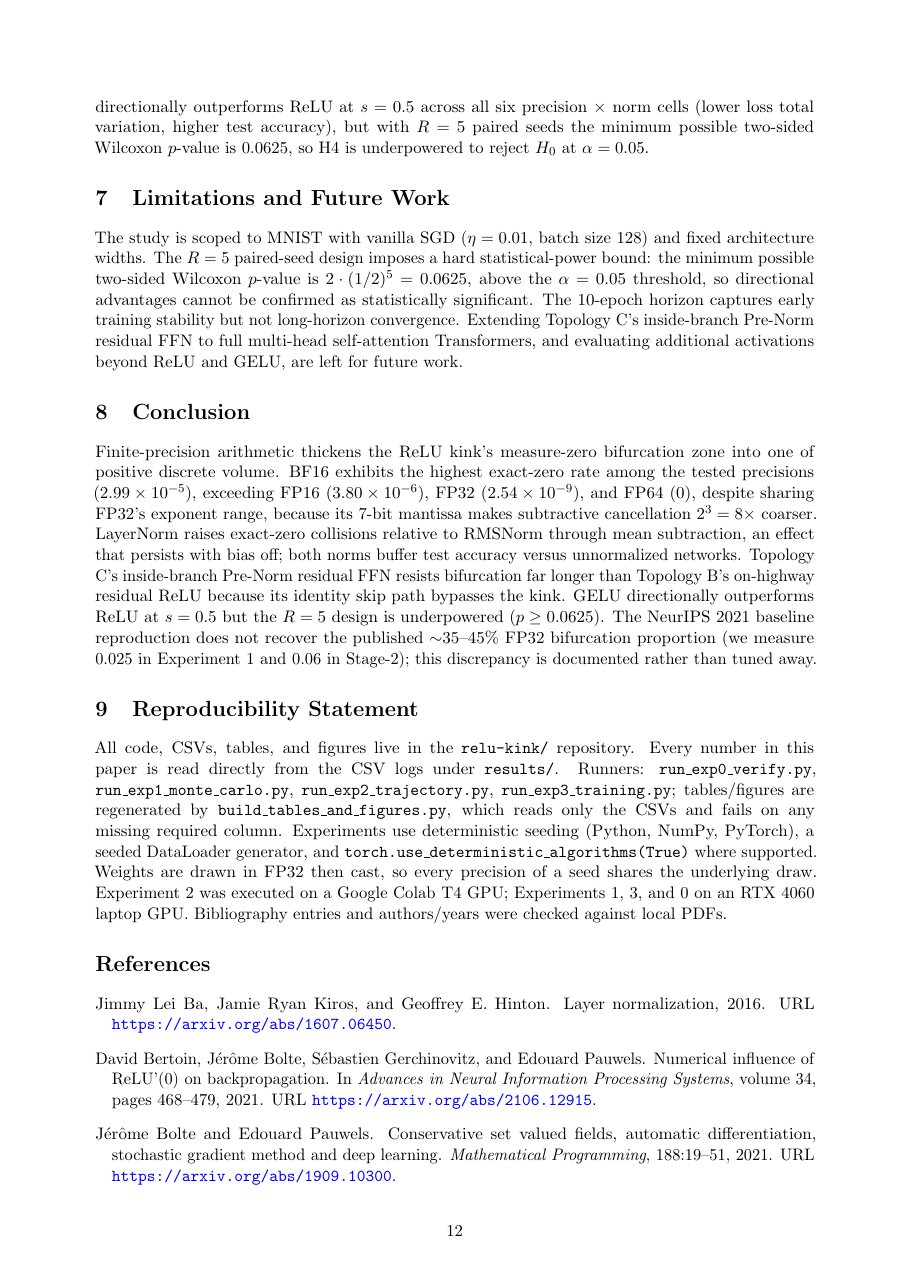 directionally outperforms ReLU at s = 0.5 across all six precision × norm cells (lower loss total
variation, higher test accuracy), but with R = 5 paired seeds the minimum possible two-sided
Wilcoxon p-value is 0.0625, so H4 is underpowered to reject H₀ at α = 0.05.
7 Limitations and Future Work
The study is scoped to MNIST with vanilla SGD (η = 0.01, batch size 128) and fixed architecture
widths. The R = 5 paired-seed design imposes a hard statistical-power bound: the minimum possible
two-sided Wilcoxon p-value is 2 · (1/2)⁵ = 0.0625, above the α = 0.05 threshold, so directional
advantages cannot be confirmed as statistically significant. The 10-epoch horizon captures early
training stability but not long-horizon convergence. Extending Topology C's inside-branch Pre-Norm
residual FFN to full multi-head self-attention Transformers, and evaluating additional activations
beyond ReLU and GELU, are left for future work.
8 Conclusion
Finite-precision arithmetic thickens the ReLU kink's measure-zero bifurcation zone into one of
positive discrete volume. BF16 exhibits the highest exact-zero rate among the tested precisions
(2.99 × 10⁻⁵), exceeding FP16 (3.80 × 10⁻⁶), FP32 (2.54 × 10⁻⁹), and FP64 (0), despite sharing
FP32's exponent range, because its 7-bit mantissa makes subtractive cancellation 2³ = 8× coarser.
LayerNorm raises exact-zero collisions relative to RMSNorm through mean subtraction, an effect
that persists with bias off; both norms buffer test accuracy versus unnormalized networks. Topology
C's inside-branch Pre-Norm residual FFN resists bifurcation far longer than Topology B's on-highway
residual ReLU because its identity skip path bypasses the kink. GELU directionally outperforms
ReLU at s = 0.5 but the R = 5 design is underpowered (p ≥ 0.0625). The NeurIPS 2021 baseline
reproduction does not recover the published ∼35–45% FP32 bifurcation proportion (we measure
0.025 in Experiment 1 and 0.06 in Stage-2); this discrepancy is documented rather than tuned away.
9 Reproducibility Statement
All code, CSVs, tables, and figures live in the relu-kink/ repository. Every number in this
paper is read directly from the CSV logs under results/. Runners: run_exp0_verify.py,
run_exp1_monte_carlo.py, run_exp2_trajectory.py, run_exp3_training.py; tables/figures are
regenerated by build_tables_and_figures.py, which reads only the CSVs and fails on any
missing required column. Experiments use deterministic seeding (Python, NumPy, PyTorch), a
seeded DataLoader generator, and torch.use_deterministic_algorithms(True) where supported.
Weights are drawn in FP32 then cast, so every precision of a seed shares the underlying draw.
Experiment 2 was executed on a Google Colab T4 GPU; Experiments 1, 3, and 0 on an RTX 4060
laptop GPU. Bibliography entries and authors/years were checked against local PDFs.
References
Jimmy Lei Ba, Jamie Ryan Kiros, and Geoffrey E. Hinton. Layer normalization, 2016. URL
https://arxiv.org/abs/1607.06450.
David Bertoin, Jérôme Bolte, Sébastien Gerchinovitz, and Edouard Pauwels. Numerical influence of
ReLU'(0) on backpropagation. In Advances in Neural Information Processing Systems, volume 34,
pages 468–479, 2021. URL https://arxiv.org/abs/2106.12915.
Jérôme Bolte and Edouard Pauwels. Conservative set valued fields, automatic differentiation,
stochastic gradient method and deep learning. Mathematical Programming, 188:19–51, 2021. URL
https://arxiv.org/abs/1909.10300.
12